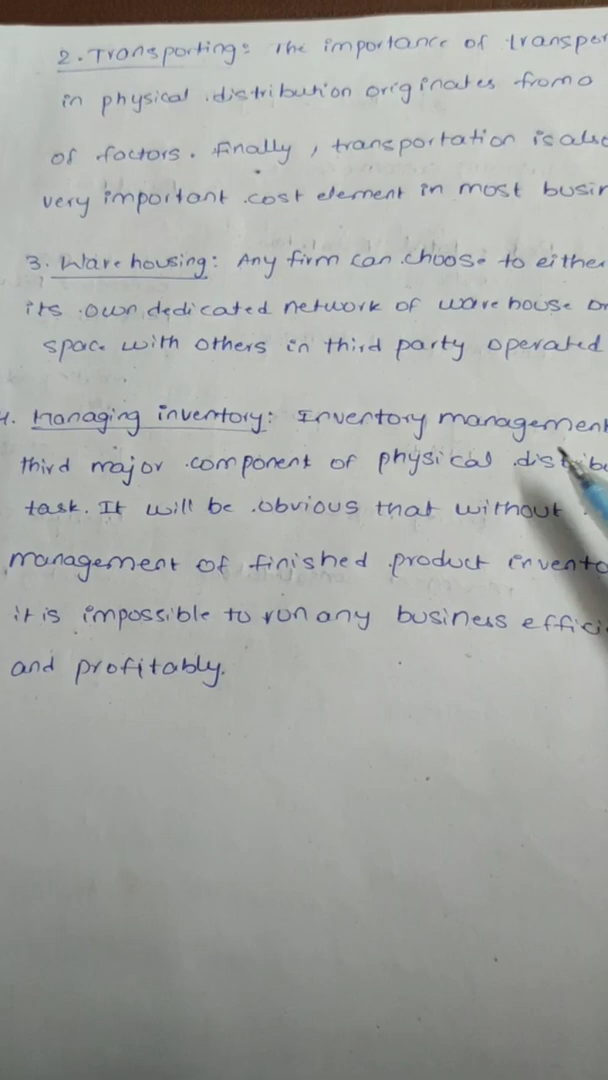 2. Transporting: The importance of transpor
in physical distribution originates from a
of factors. Finally, transportation is also
very important cost element in most busin
3. Ware housing: Any firm can choose to either
its own dedicated network of ware house or
space with others in third party operated
4. Managing inventory: Inventory management
third major component of physical distribu
task. It will be obvious that without
management of finished product invento
it is impossible to run any business effici
and profitably.